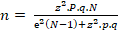 n = z².P.q.N / e²(N−1)+z².p.q